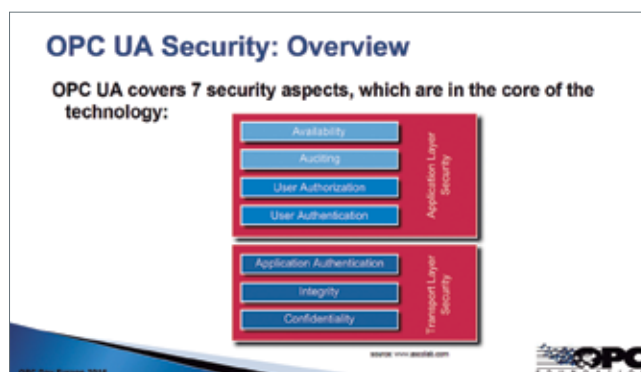 OPC UA Security: Overview
OPC UA covers 7 security aspects, which are in the core of the
technology:
Availability
Auditing
User Authorization
User Authentication
Application Layer
Security
Application Authentication
Integrity
Confidentiality
Transport Layer
Security
source: www.ascolab.com
OPC